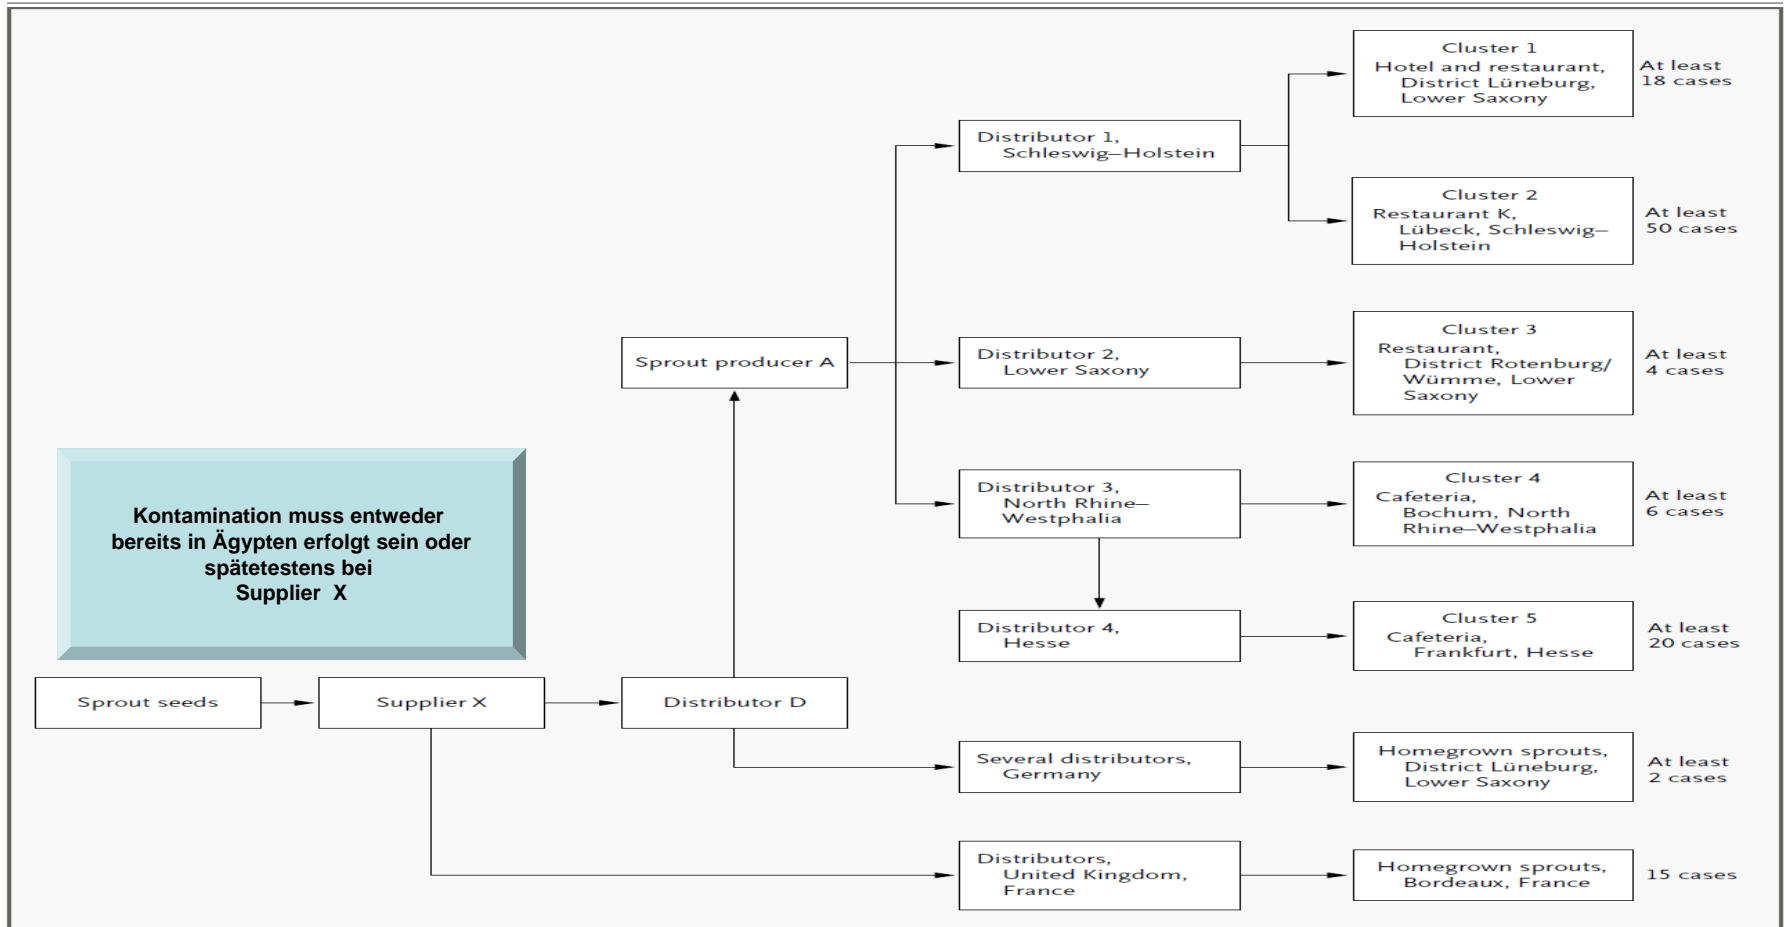 Cluster 1
Hotel and restaurant,
District Lüneburg,
Lower Saxony
At least
18 cases
Distributor 1,
Schleswig–Holstein
Cluster 2
Restaurant K,
Lübeck, Schleswig–
Holstein
At least
50 cases
Sprout producer A
Distributor 2,
Lower Saxony
Cluster 3
Restaurant,
District Rotenburg/
Wümme, Lower
Saxony
At least
4 cases
Kontamination muss entweder
bereits in Ägypten erfolgt sein oder
spätetestens bei
Supplier X
Distributor 3,
North Rhine–
Westphalia
Cluster 4
Cafeteria,
Bochum, North
Rhine–Westphalia
At least
6 cases
Distributor 4,
Hesse
Cluster 5
Cafeteria,
Frankfurt, Hesse
At least
20 cases
Sprout seeds
Supplier X
Distributor D
Several distributors,
Germany
Homegrown sprouts,
District Lüneburg,
Lower Saxony
At least
2 cases
Distributors,
United Kingdom,
France
Homegrown sprouts,
Bordeaux, France
15 cases